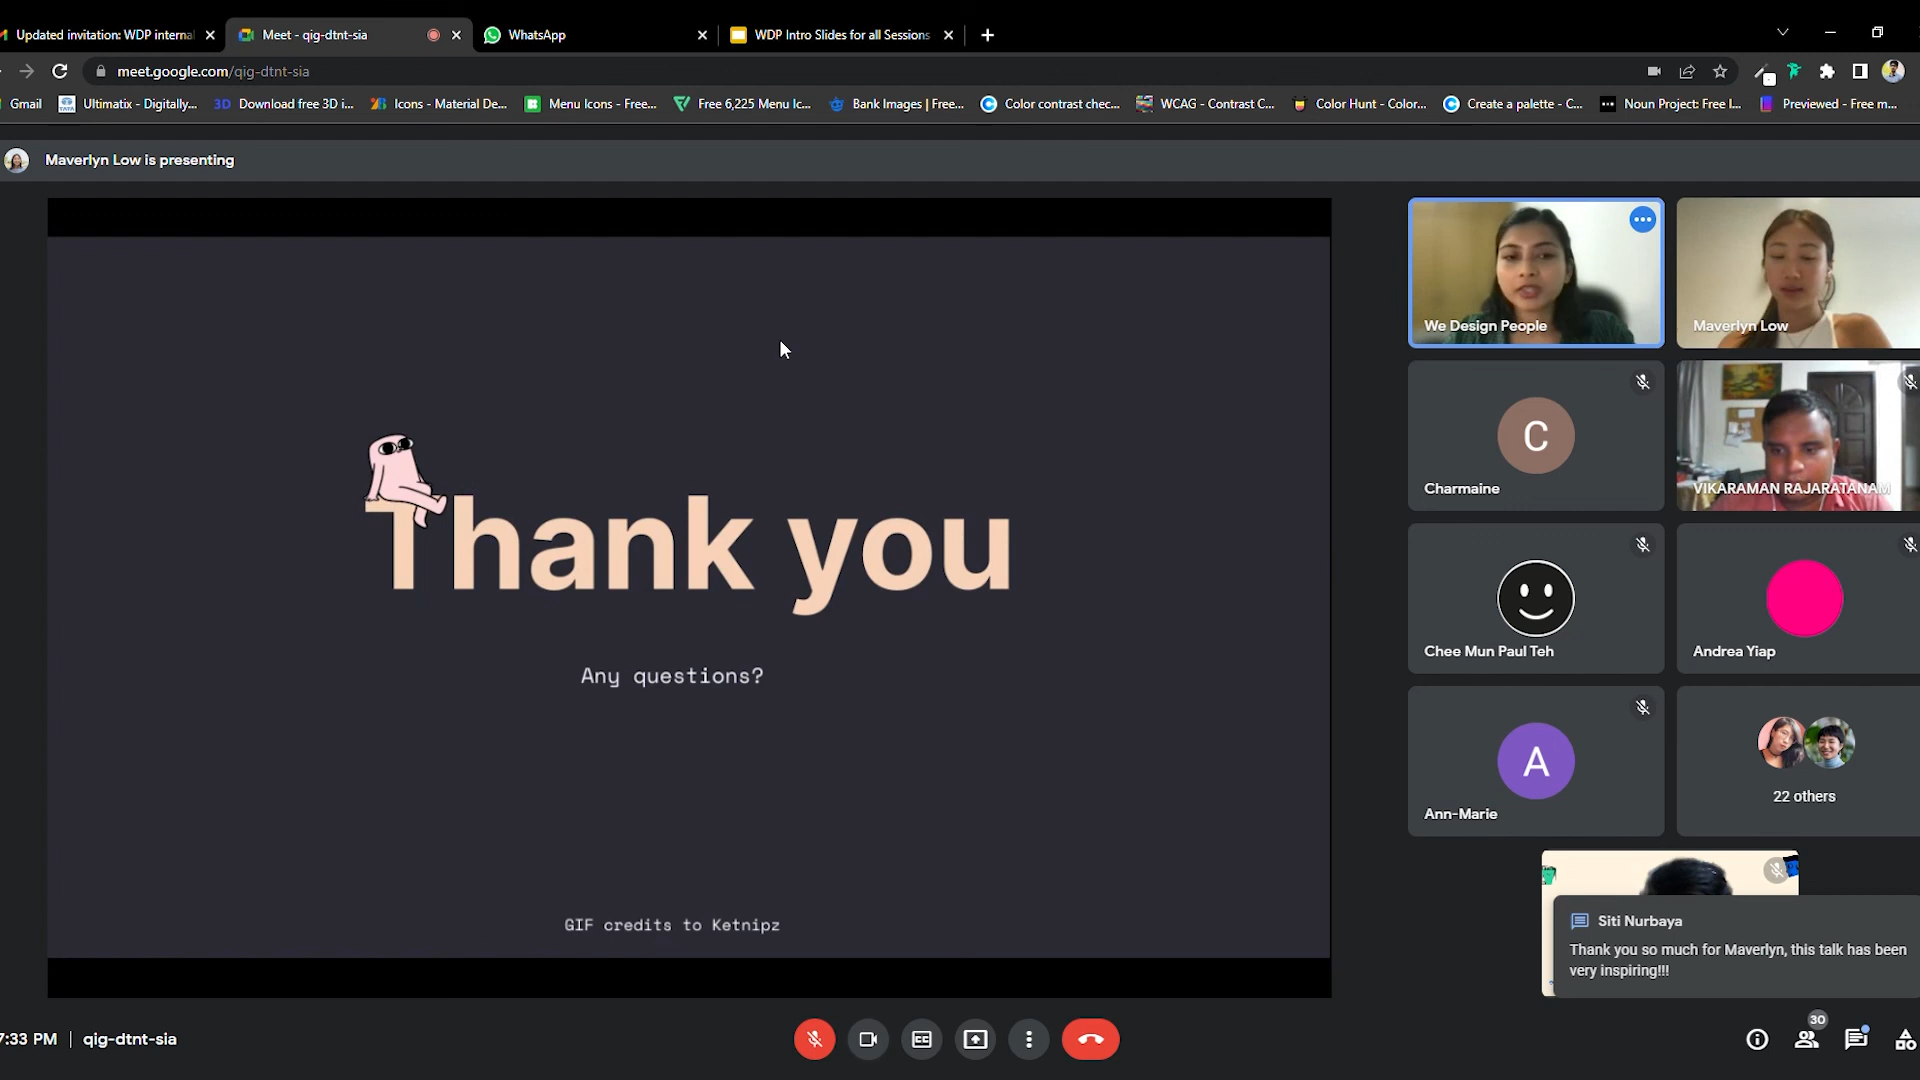 Updated invitation: WDP interna
Meet - qig-dtnt-sia
WhatsApp
WDP Intro Slides for all Sessions
meet.google.com/qig-dtnt-sia
Gmail
Ultimatix - Digitally...
3D Download free 3D i...
Icons - Material De...
Menu Icons - Free...
Free 6,225 Menu Ic...
Bank Images | Free...
Color contrast chec...
WCAG - Contrast C...
Color Hunt - Color...
Create a palette - C...
Noun Project: Free I...
Previewed - Free m...
Maverlyn Low is presenting
We Design People
Maverlyn Low
C
Charmaine
VIKARAMAN RAJARATANAM
Chee Mun Paul Teh
Andrea Yiap
A
Ann-Marie
22 others
Thank you
Any questions?
GIF credits to Ketnipz
Siti Nurbaya
Thank you so much for Maverlyn, this talk has been
very inspiring!!!
7:33 PM | qig-dtnt-sia
30